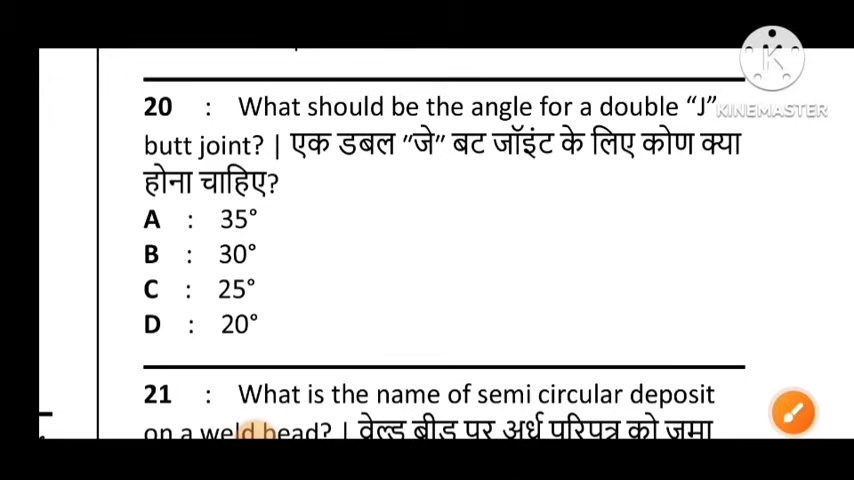 K
KINEMASTER
20 : What should be the angle for a double “J”
butt joint? | एक डबल "जे" बट जॉइंट के लिए कोण क्या
होना चाहिए?
A : 35°
B : 30°
C : 25°
D : 20°
21 : What is the name of semi circular deposit
on a weld bead? | वेल्ड बीड पर अर्ध परिपत्र को जमा